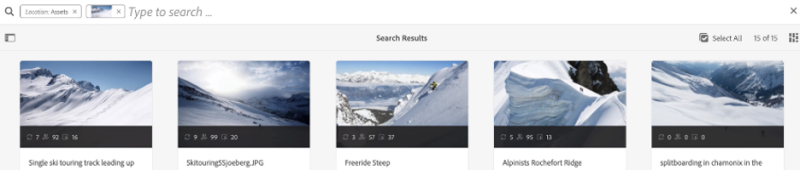 Location: Assets × × Type to search ... ×
Search Results
Select All 15 of 15
7 92 16
9 99 20
3 57 37
5 95 13
0 8 9
Single ski touring track leading up
SkitouringSSjoeberg.JPG
Freeride Steep
Alpinists Rochefort Ridge
splitboarding in chamonix in the